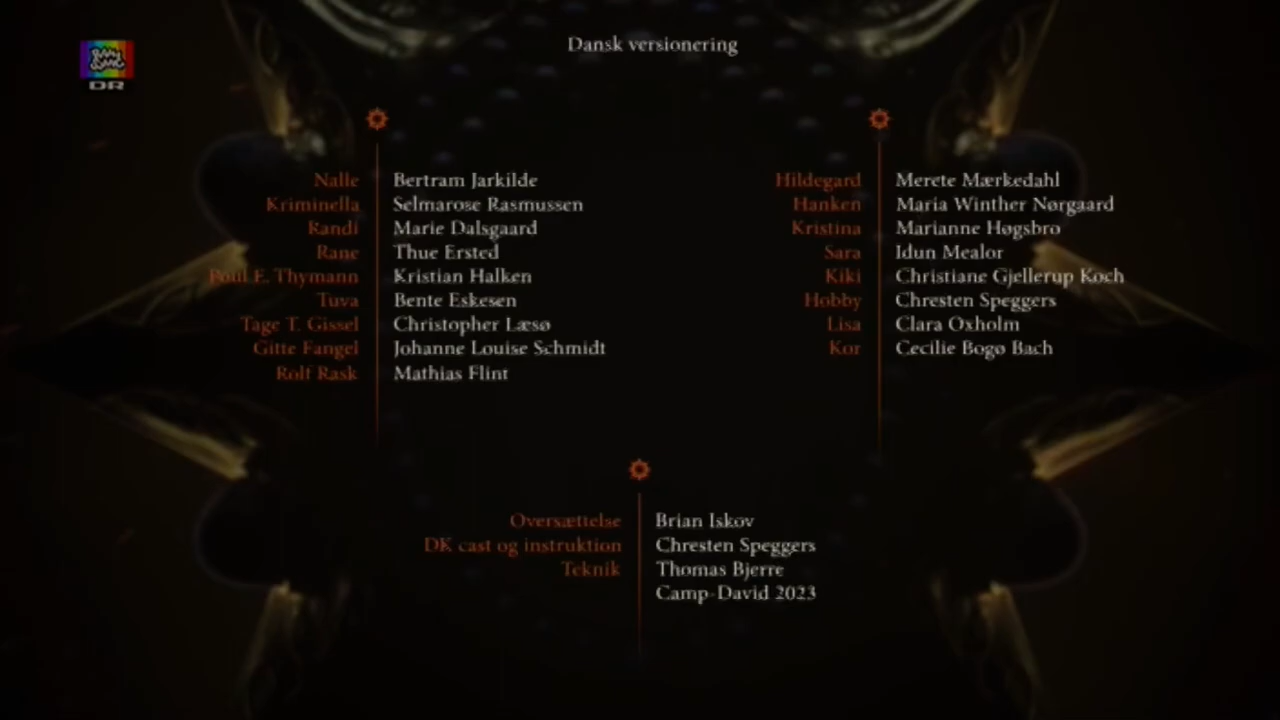 Dansk versionering
DR
Nalle Bertram Jarkilde
Kriminella Selmarose Rasmussen
Randi Marie Dalsgaard
Rane Thue Ersted
Poul E. Thymann Kristian Halken
Tuva Bente Eskesen
Tage T. Gissel Christopher Læsø
Gitte Fangel Johanne Louise Schmidt
Rolf Rask Mathias Flint
Hildegard Merete Mærkedahl
Hanken Maria Winther Nørgaard
Kristina Marianne Høgsbro
Sara Idun Mealor
Kiki Christiane Gjellerup Koch
Hobby Chresten Speggers
Lisa Clara Oxholm
Kor Cecilie Bogø Bach
Oversættelse Brian Iskov
DK cast og instruktion Chresten Speggers
Teknik Thomas Bjerre
Camp-David 2023